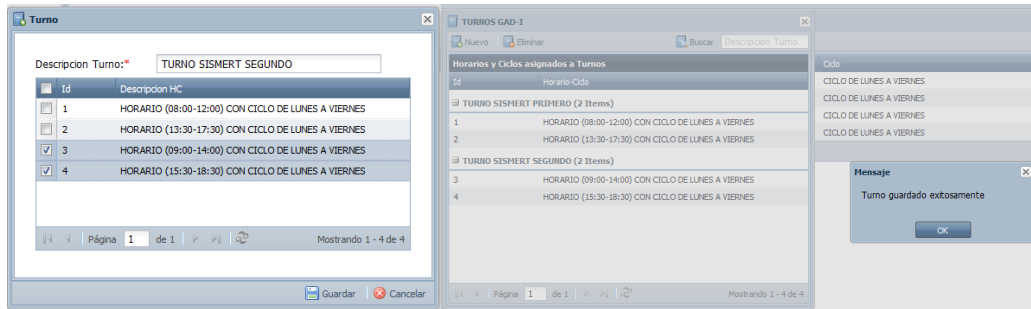 Turno
Descripcion Turno:* TURNO SISMERT SEGUNDO
Id Descripcion HC
1 HORARIO (08:00-12:00) CON CICLO DE LUNES A VIERNES
2 HORARIO (13:30-17:30) CON CICLO DE LUNES A VIERNES
3 HORARIO (09:00-14:00) CON CICLO DE LUNES A VIERNES
4 HORARIO (15:30-18:30) CON CICLO DE LUNES A VIERNES
Página 1 de 1 Mostrando 1 - 4 de 4
Guardar Cancelar
TURNOS GAD-I
Nuevo Eliminar Buscar Descripcion Turno
Horarios y Ciclos asignados a Turnos
Id Horario-Ciclo
TURNO SISMERT PRIMERO (2 Items)
1 HORARIO (08:00-12:00) CON CICLO DE LUNES A VIERNES
2 HORARIO (13:30-17:30) CON CICLO DE LUNES A VIERNES
TURNO SISMERT SEGUNDO (2 Items)
3 HORARIO (09:00-14:00) CON CICLO DE LUNES A VIERNES
4 HORARIO (15:30-18:30) CON CICLO DE LUNES A VIERNES
Página 1 de 1 Mostrando 1 - 4 de 4
Ciclo
CICLO DE LUNES A VIERNES
CICLO DE LUNES A VIERNES
CICLO DE LUNES A VIERNES
CICLO DE LUNES A VIERNES
Mensaje
Turno guardado exitosamente
OK